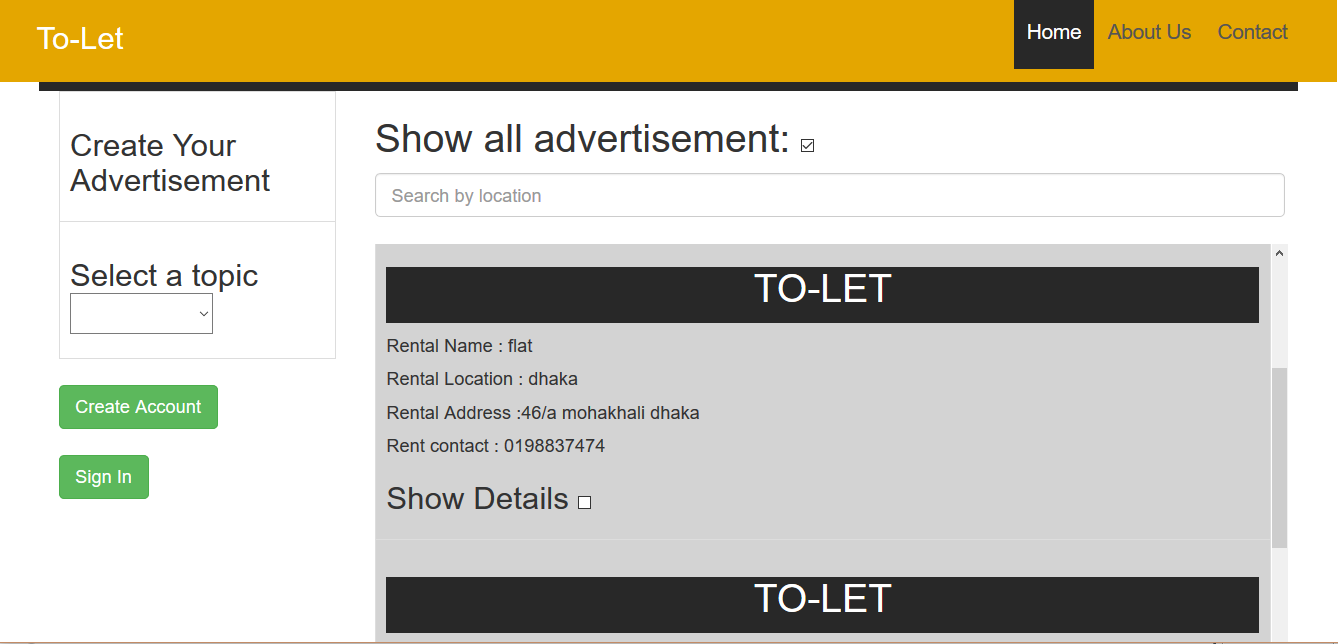 To-Let
Home
About Us
Contact
Create Your
Advertisement
Select a topic
Create Account
Sign In
Show all advertisement:
Search by location
TO-LET
Rental Name : flat
Rental Location : dhaka
Rental Address :46/a mohakhali dhaka
Rent contact : 0198837474
Show Details
TO-LET